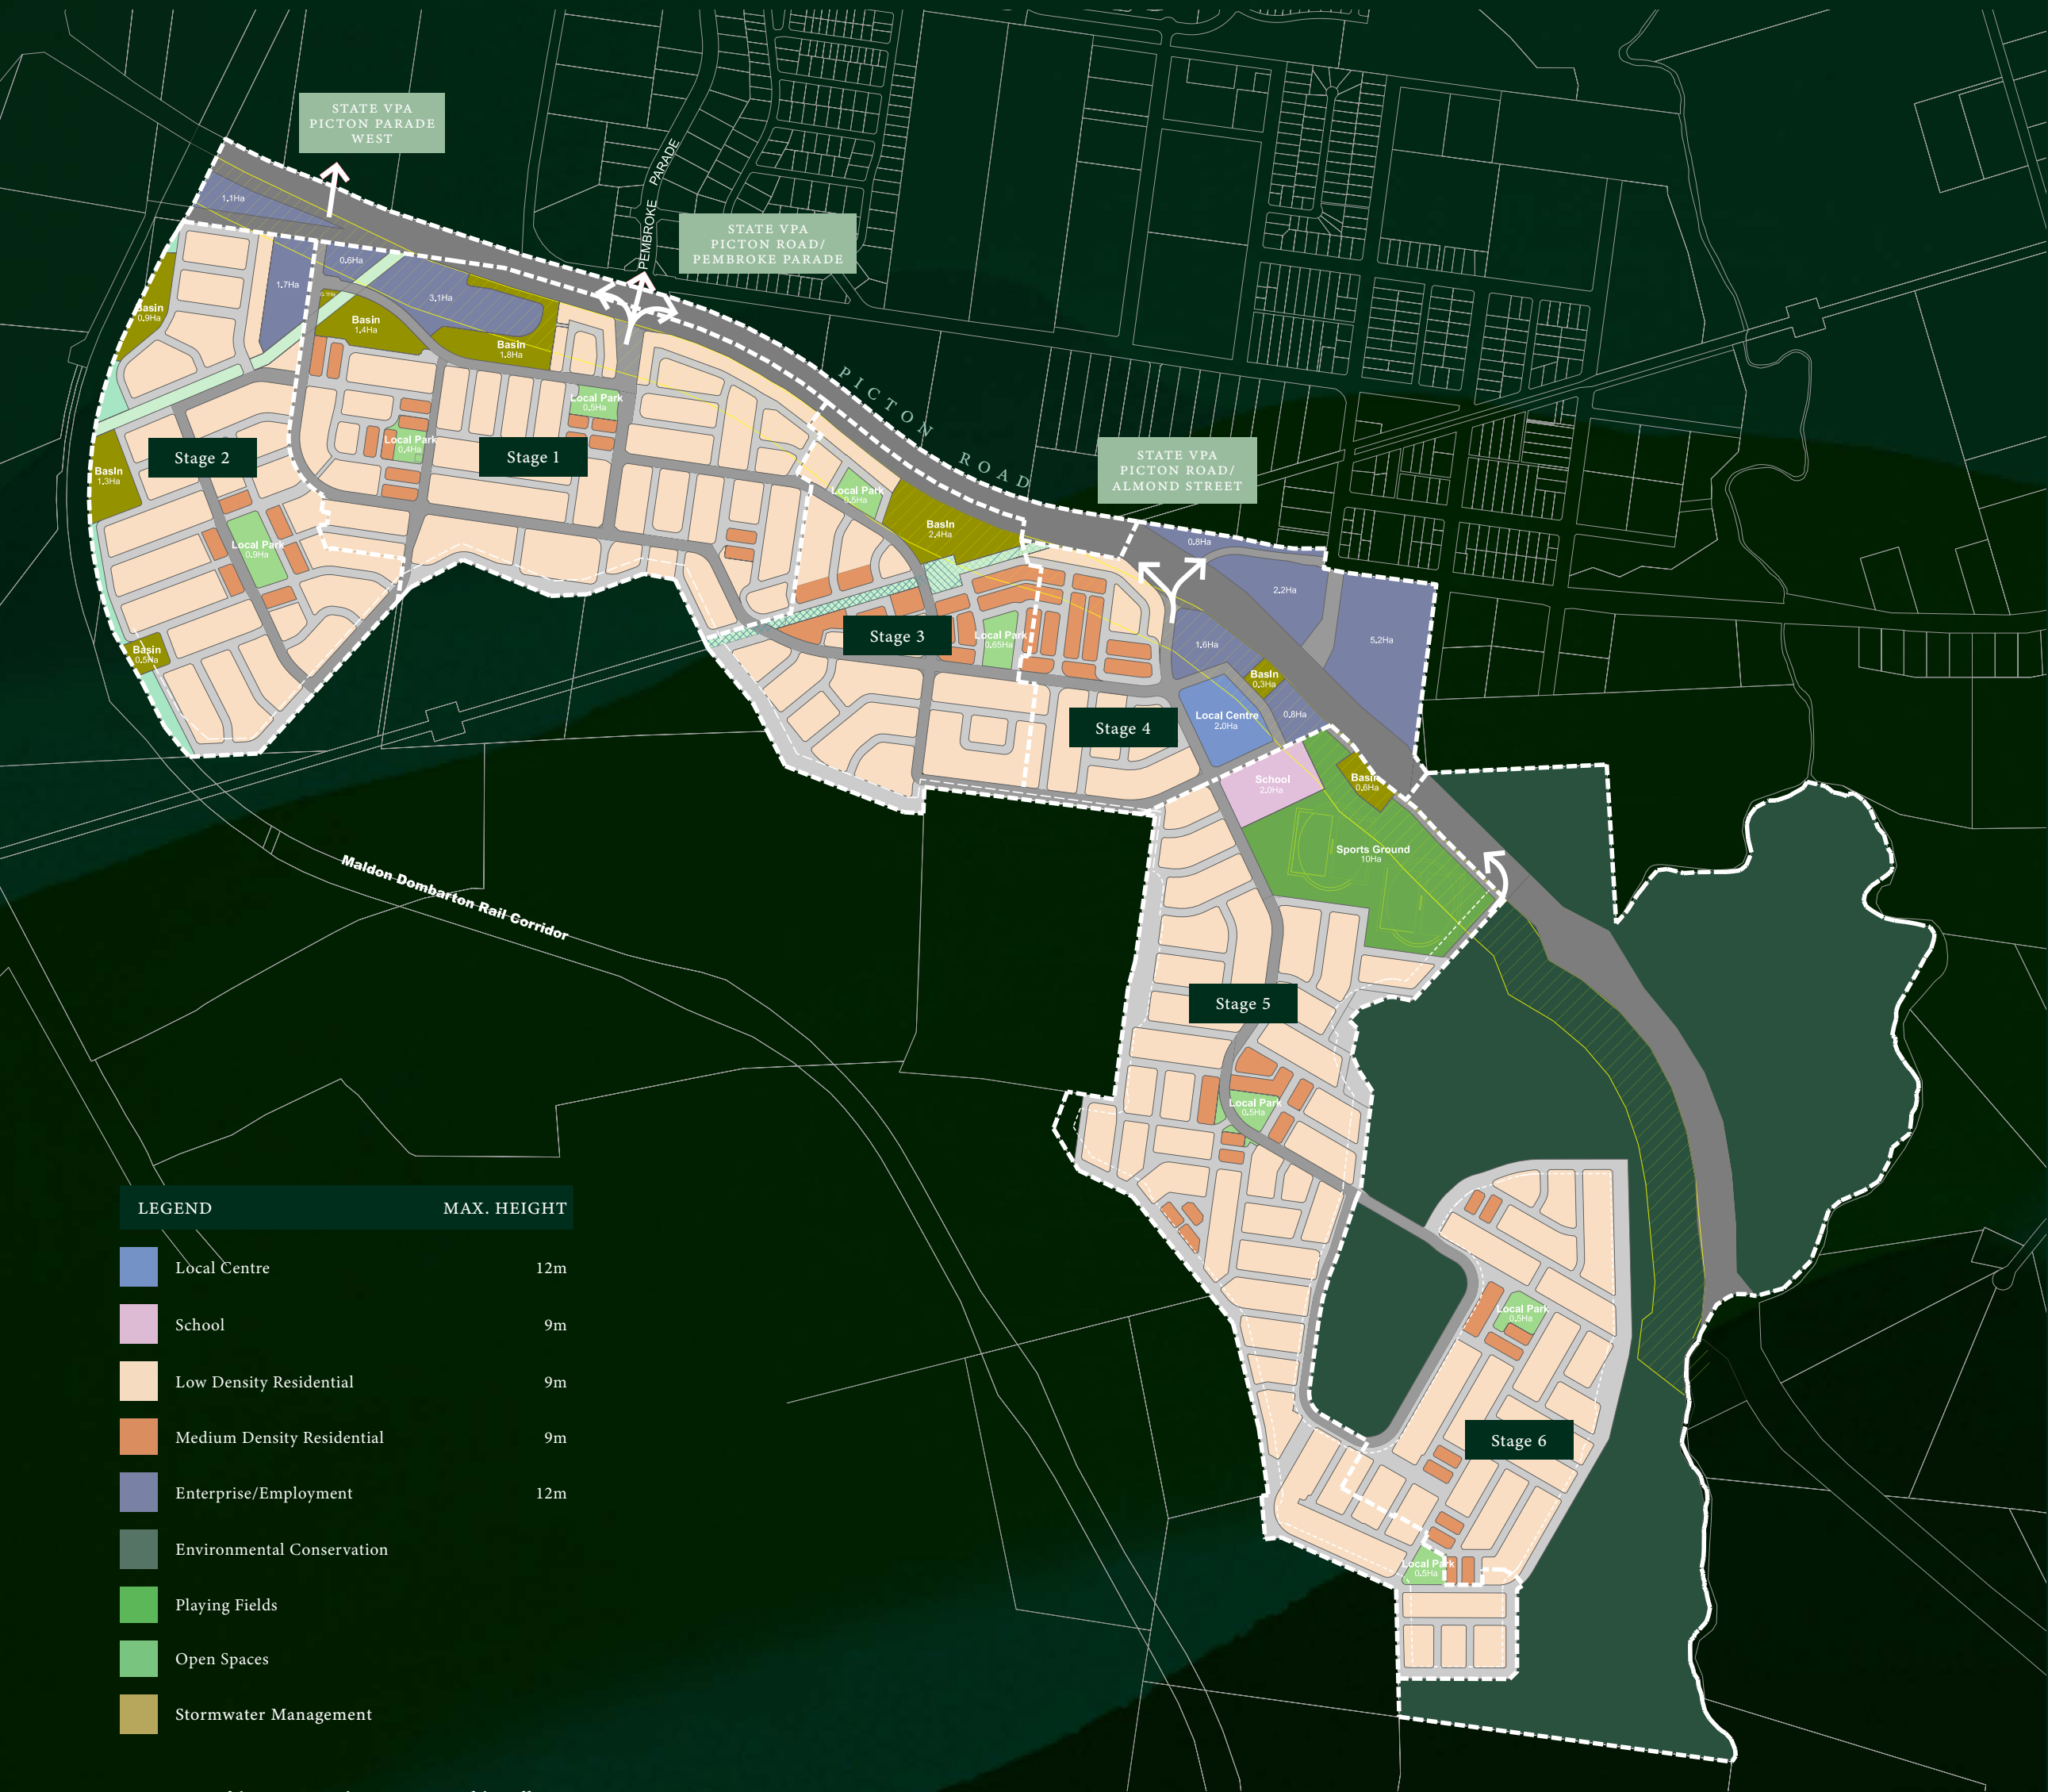 STATE VPA
PICTON PARADE
WEST
PEMBROKE PARADE
STATE VPA
PICTON ROAD/
PEMBROKE PARADE
1.1Ha
0.6Ha
1.7Ha
3.1Ha
Basin
0.9Ha
Basin
1.4Ha
Basin
1.8Ha
PICTON ROAD
Local Park
0.5Ha
Local Park
0.4Ha
Stage 2
Stage 1
STATE VPA
PICTON ROAD/
ALMOND STREET
BasIn
1.3Ha
Local Park
0.5Ha
BasIn
2.4Ha
Local Park
0.9Ha
0.8Ha
2.2Ha
5.2Ha
1.6Ha
Basin
0.5Ha
Stage 3
Local Park
0.65Ha
BasIn
0.3Ha
0.8Ha
Local Centre
2.0Ha
Stage 4
School
2.0Ha
Basin
0.6Ha
Sports Ground
10Ha
Maldon Dombarton Rail Corridor
Stage 5
Local Park
0.5Ha
Local Park
0.5Ha
Stage 6
Local Park
0.5Ha
LEGEND MAX. HEIGHT
Local Centre 12m
School 9m
Low Density Residential 9m
Medium Density Residential 9m
Enterprise/Employment 12m
Environmental Conservation
Playing Fields
Open Spaces
Stormwater Management